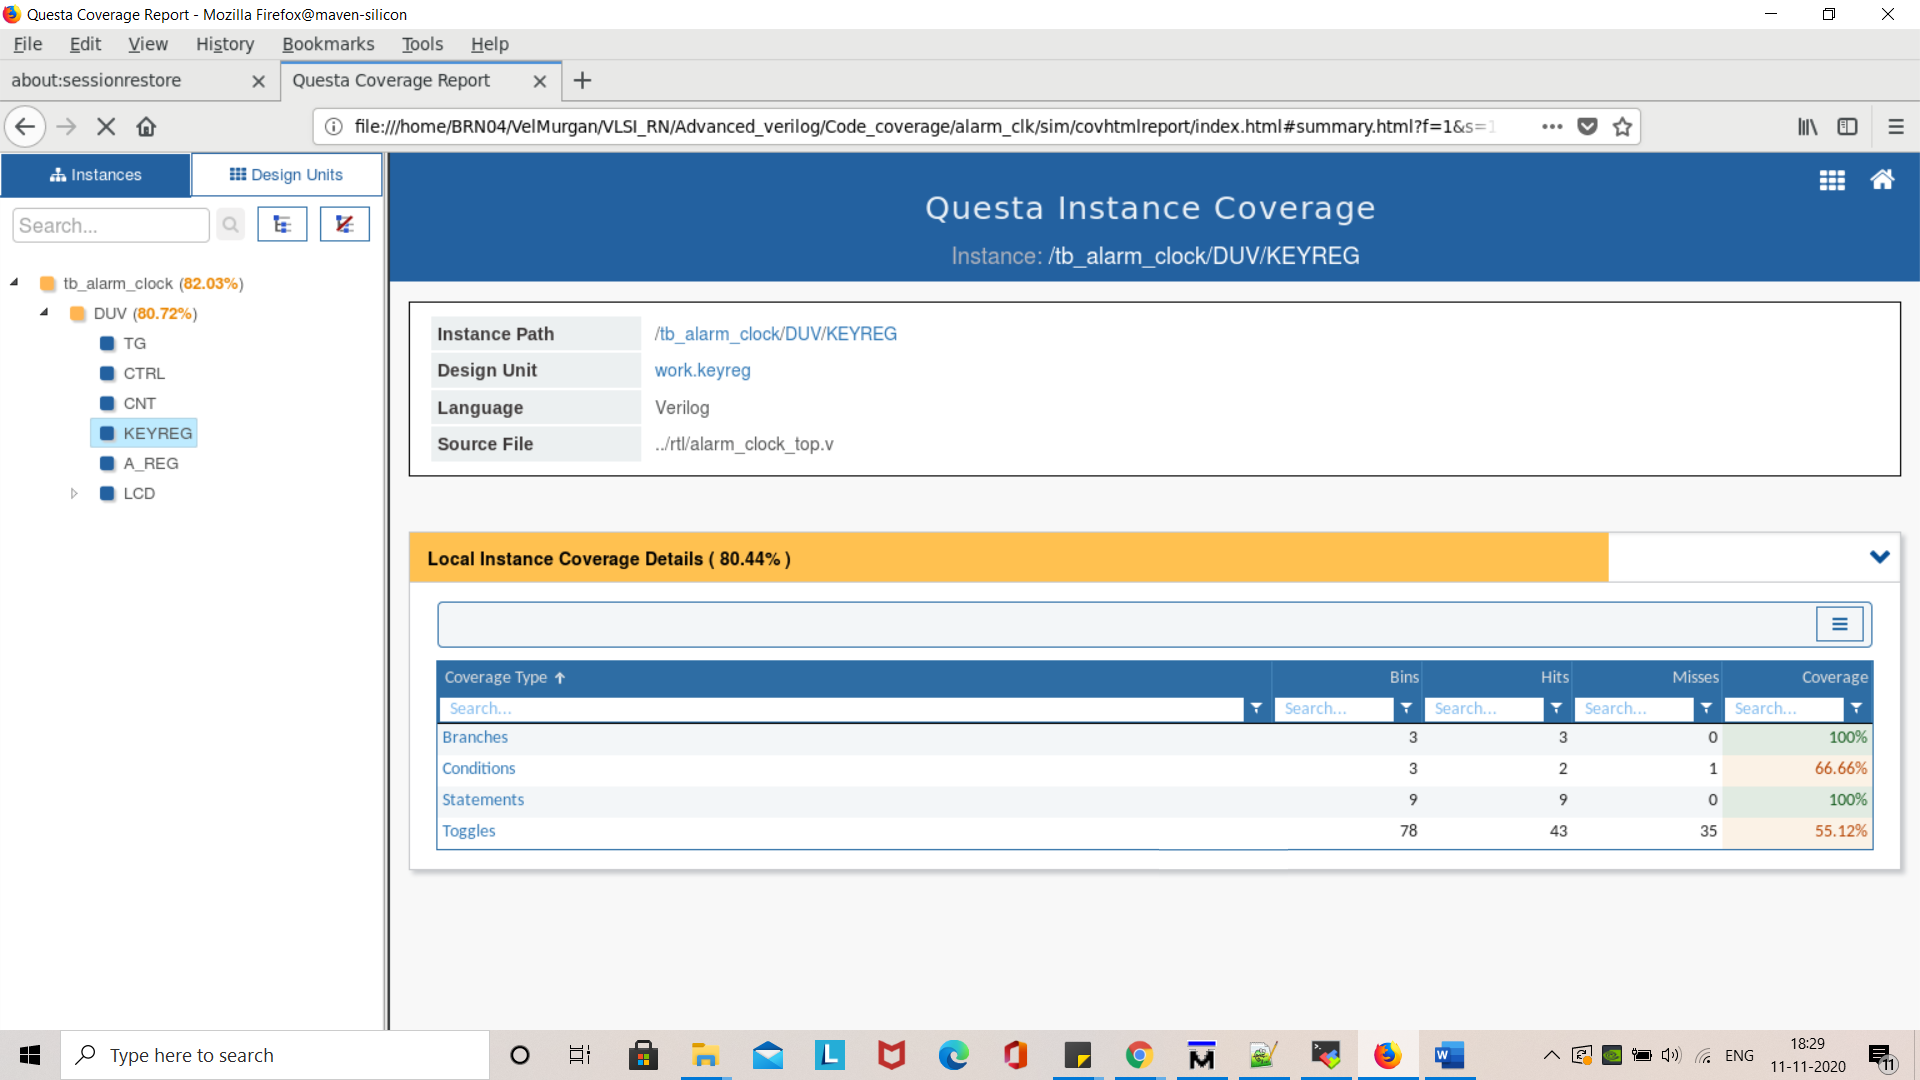 Questa Coverage Report - Mozilla Firefox@maven-silicon
File Edit View History Bookmarks Tools Help
about:sessionrestore
Questa Coverage Report
file:///home/BRN04/VelMurgan/VLSI_RN/Advanced_verilog/Code_coverage/alarm_clk/sim/covhtmlreport/index.html#summary.html?f=1&s=1
Instances
Design Units
Search...
tb_alarm_clock (82.03%)
DUV (80.72%)
TG
CTRL
CNT
KEYREG
A_REG
LCD
Questa Instance Coverage
Instance: /tb_alarm_clock/DUV/KEYREG
Instance Path /tb_alarm_clock/DUV/KEYREG
Design Unit work.keyreg
Language Verilog
Source File ../rtl/alarm_clock_top.v
Local Instance Coverage Details ( 80.44% )
Coverage Type Bins Hits Misses Coverage
Search... Search... Search... Search... Search...
Branches 3 3 0 100%
Conditions 3 2 1 66.66%
Statements 9 9 0 100%
Toggles 78 43 35 55.12%
Type here to search
L
M
W
ENG
18:29
11-11-2020
11